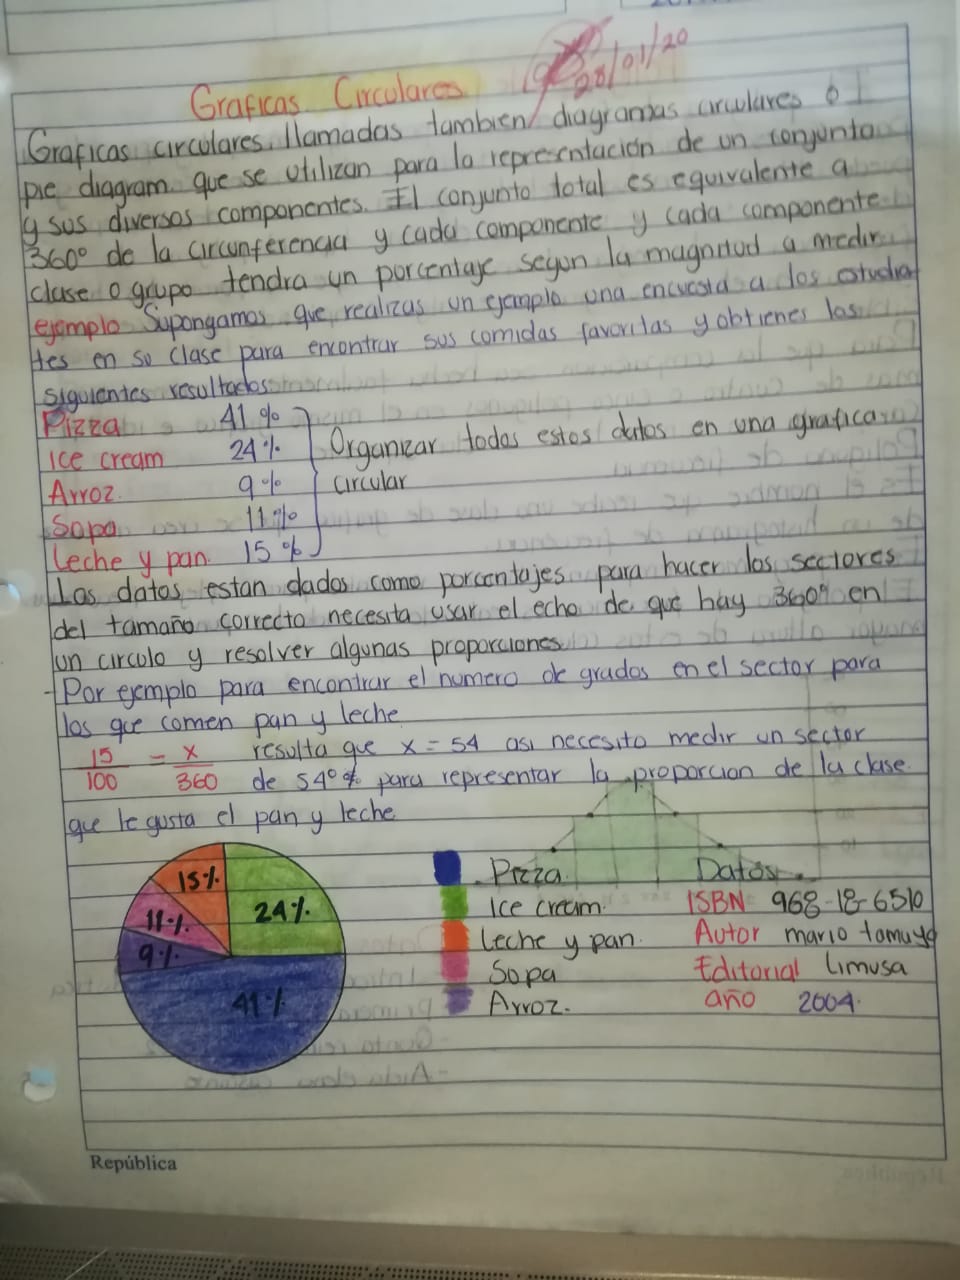 28/01/20
Graficas Circulares
Graficas circulares llamadas tambien diagramas circulares o
pie diagram que se utilizan para la representación de un conjunto
y sus diversos componentes. El conjunto total es equivalente a
360° de la circunferencia y cada componente y cada componente
clase o grupo tendra un porcentaje segun la magnitud a medir
ejemplo Supongamos que realizas un ejemplo una encuesta a los estudian
tes en su clase para encontrar sus comidas favoritas y obtienes los
siguientes resultados
Pizza 41%
Ice cream 24%
Arroz. 9%
Sopa 11%
Leche y pan. 15%
Organizar todas estos datos en una grafica
circular
Los datos estan dados como porcentajes para hacer los sectores
del tamaño correcto necesita usar el echo de que hay 360° en
un circulo y resolver algunas proporciones
- Por ejemplo para encontrar el numero de grados en el sector para
los que comen pan y leche
15/100 = x/360 resulta que x = 54 asi necesito medir un sector
de 54°% para representar la proporcion de la clase
que le gusta el pan y leche
15%
24%
11%
9%
41%
Pizza.
Ice cream.
Leche y pan.
Sopa
Arroz.
Datos.
ISBN 968-18-6510
Autor mario tamayo
Editorial limusa
año 2004.
República